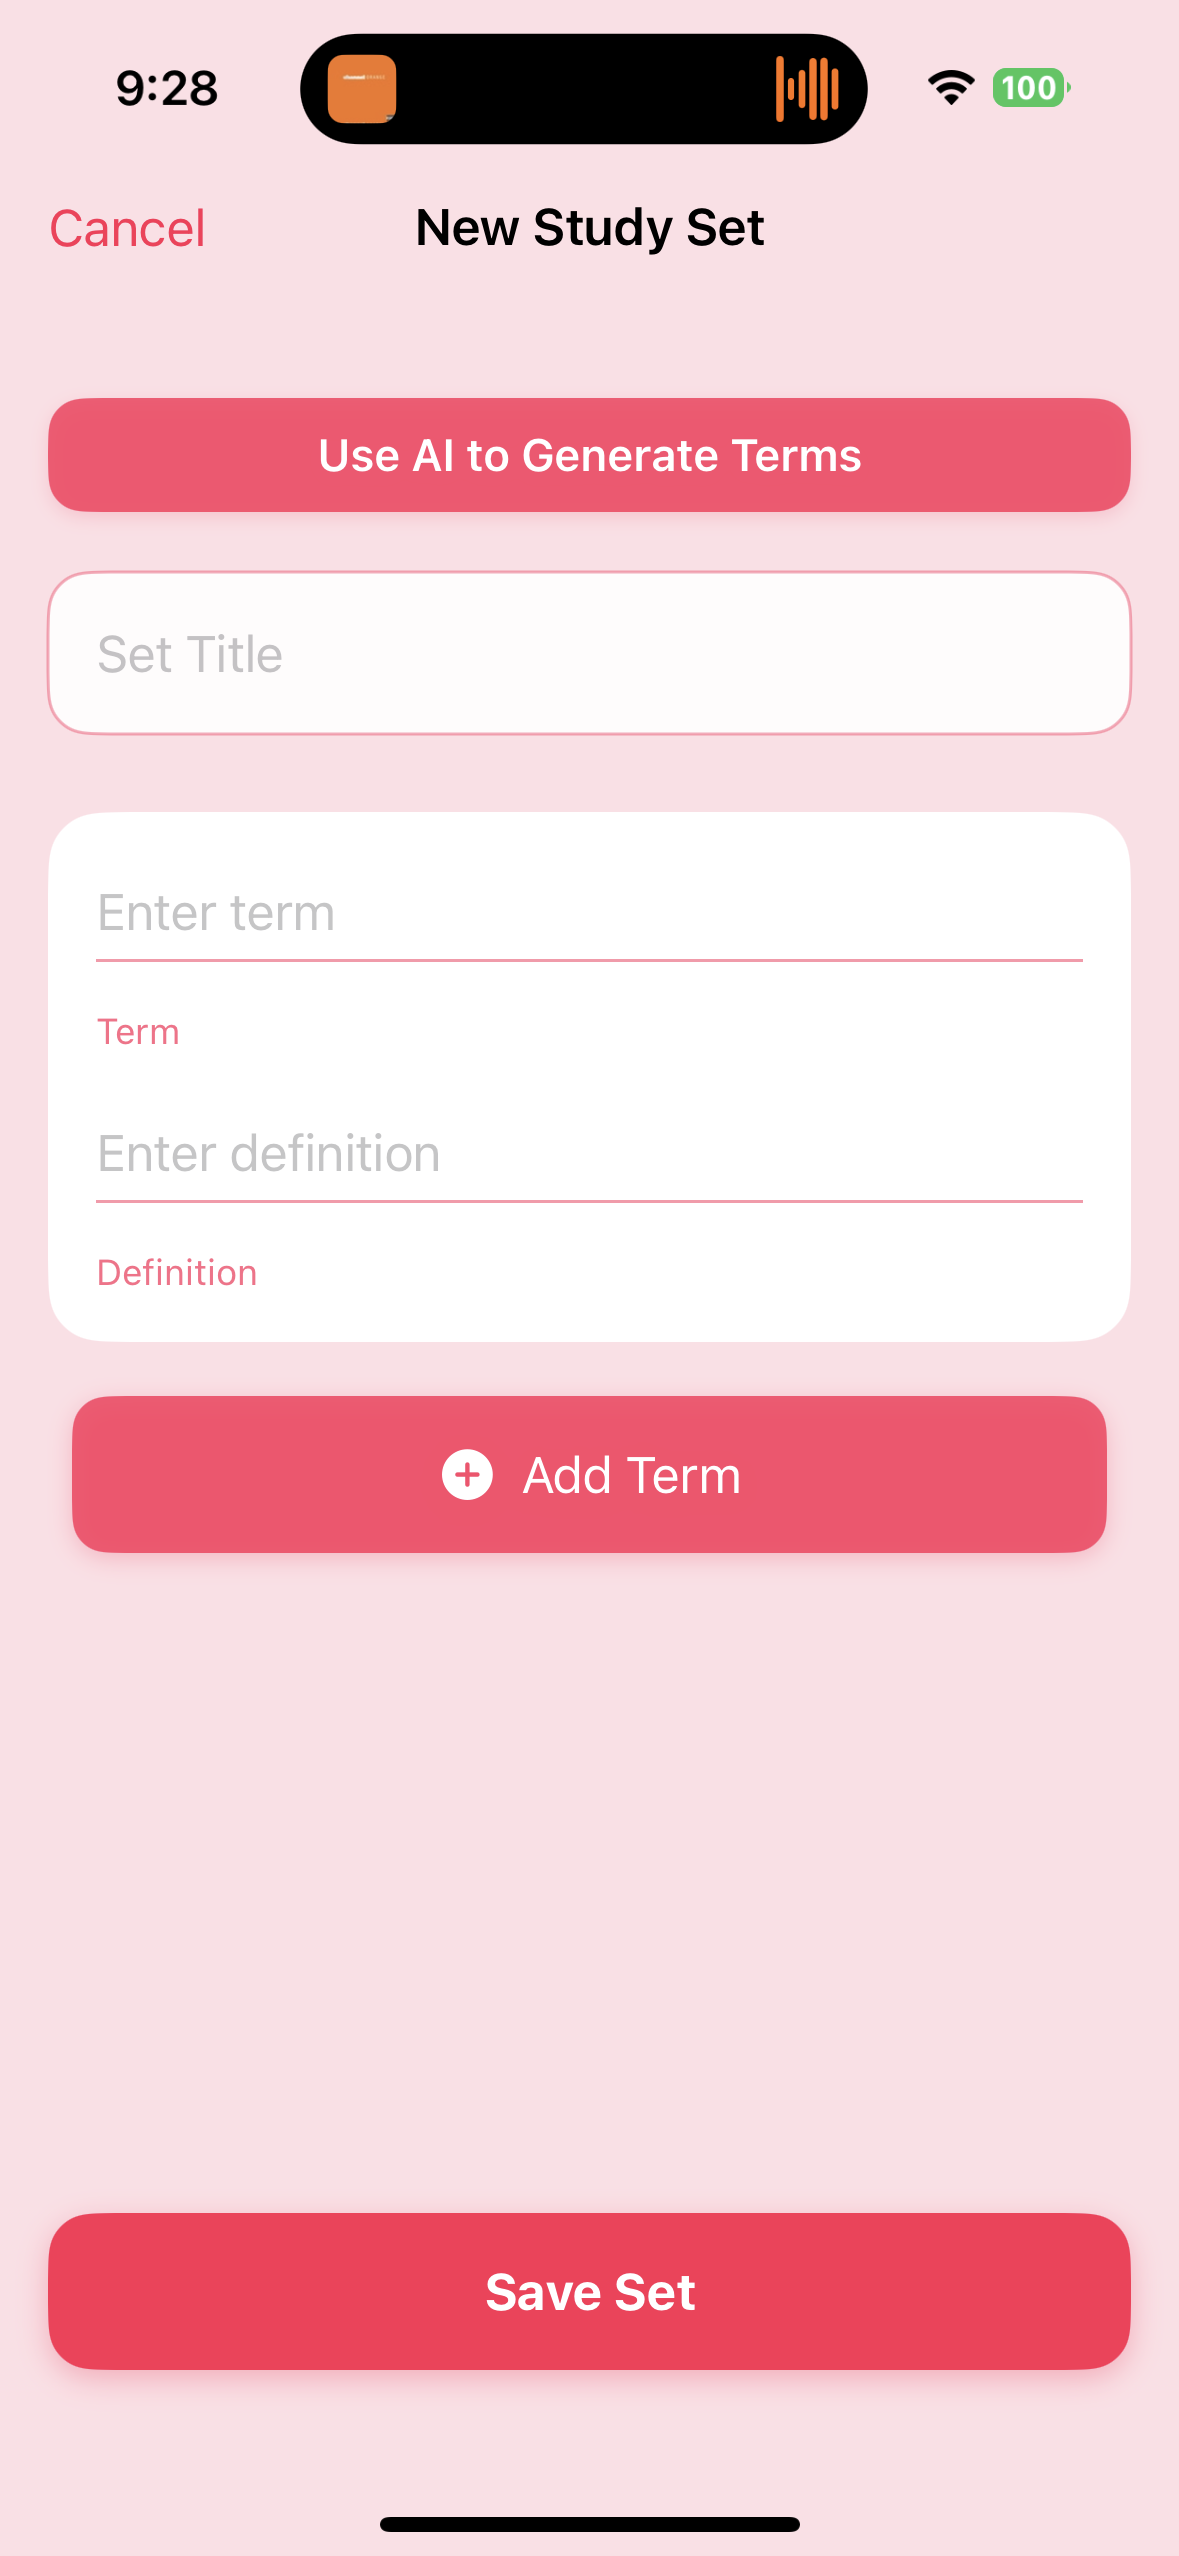 9:28
100
Cancel
New Study Set
Use AI to Generate Terms
Set Title
Enter term
Term
Enter definition
Definition
Add Term
Save Set